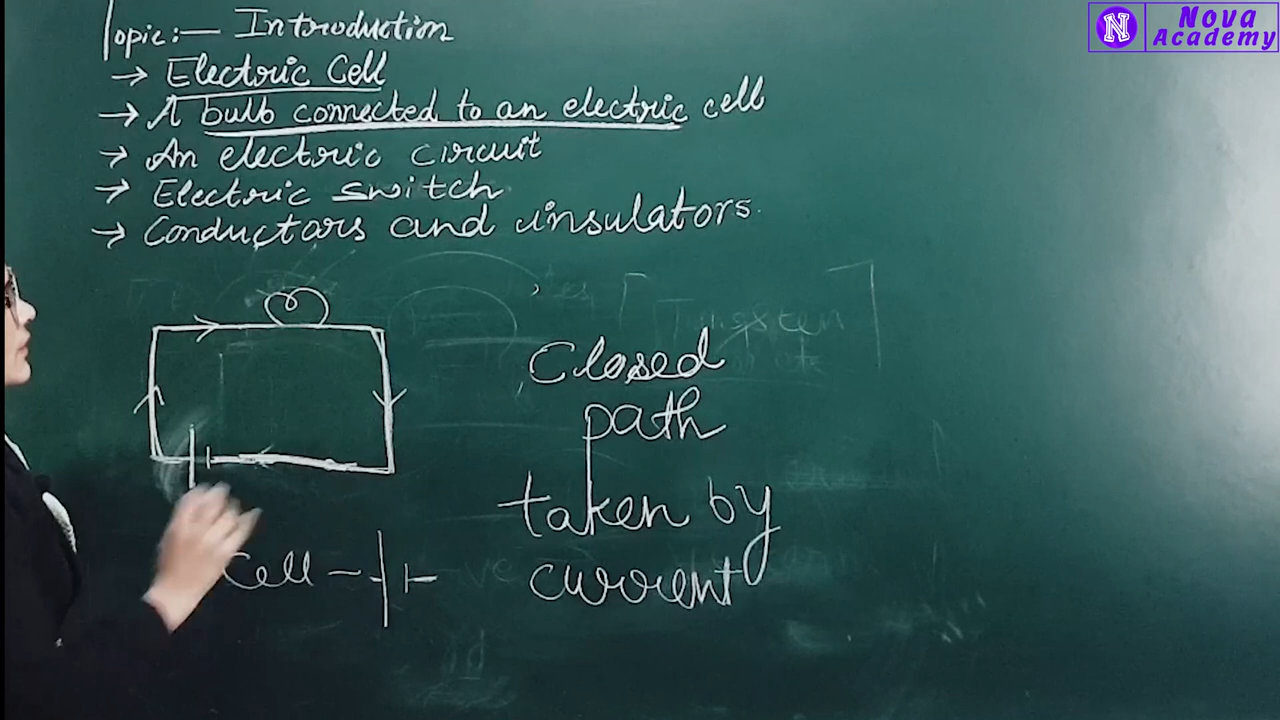 Topic:— Introduction
→ Electric Cell
→ A bulb connected to an electric cell
→ An electric circuit
→ Electric switch
→ Conductors and insulators.
Closed
path
taken by
current
Cell —
Nova
Academy
N